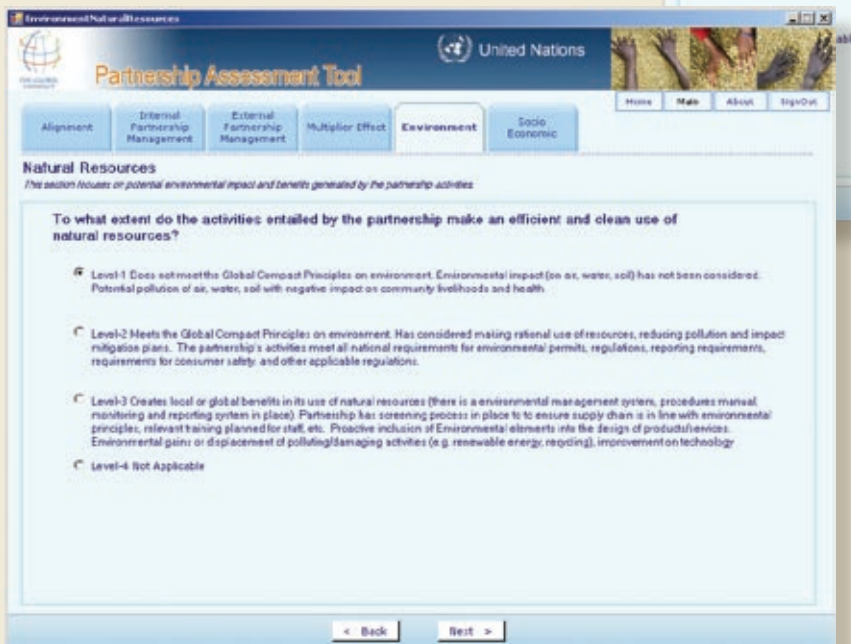 EnvironmentNaturalResources
United Nations
Partnership Assessment Tool
Home Main About SignOut
Alignment
Internal Partnership Management
External Partnership Management
Multiplier Effect
Environment
Socio Economic
Natural Resources
This section focuses on potential environmental impact and benefits generated by the partnership activities
To what extent do the activities entailed by the partnership make an efficient and clean use of
natural resources?
Level-1 Does not meet the Global Compact Principles on environment. Environmental impact (on air, water, soil) has not been considered.
Potential pollution of air, water, soil with negative impact on community livelihoods and health.
Level-2 Meets the Global Compact Principles on environment. Has considered making rational use of resources, reducing pollution and impact
mitigation plans. The partnership's activities meet all national requirements for environmental permits, regulations, reporting requirements,
requirements for consumer safety and other applicable regulations.
Level-3 Creates local or global benefits in its use of natural resources (there is a environmental management system, procedures manual,
monitoring and reporting system in place). Partnership has screening process in place to to ensure supply chain is in line with environmental
principles, relevant training planned for staff, etc. Proactive inclusion of Environmental elements into the design of products/services.
Environmental gains or displacement of polluting/damaging activities (e.g. renewable energy, recycling), improvement on technology
Level-4 Not Applicable
< Back Next >